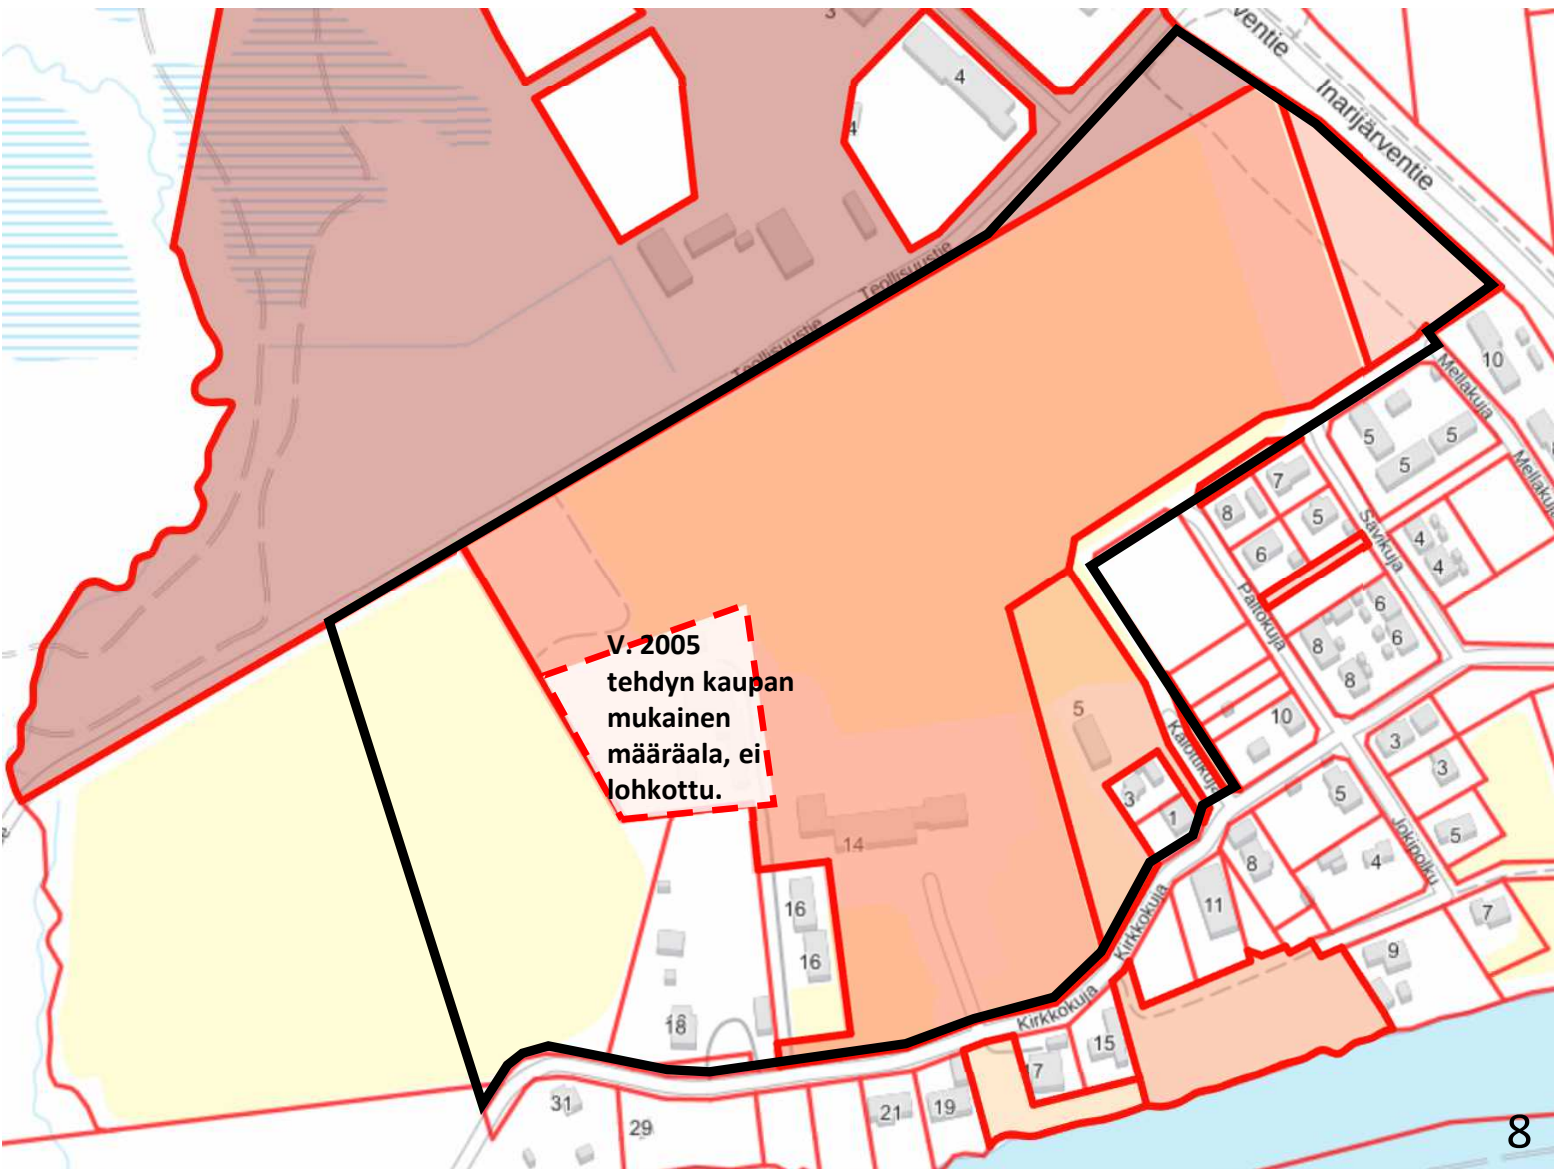 3
ventie
4
4
Inarijärventie
Teollisuustie
Teollisuustie
10
Mellakuja
5
5
5
7
8
5
6
Savikuja
4
4
Mellakuja
Paltokuja
6
6
8
8
V. 2005
tehdyn kaupan
mukainen
määräala, ei
lohkottu.
5
10
Kalottikuja
3
3
3
1
5
5
Jokipolku
14
8
4
16
11
7
16
Kirkkokuja
9
18
Kirkkokuja
15
17
31
21
19
29
8